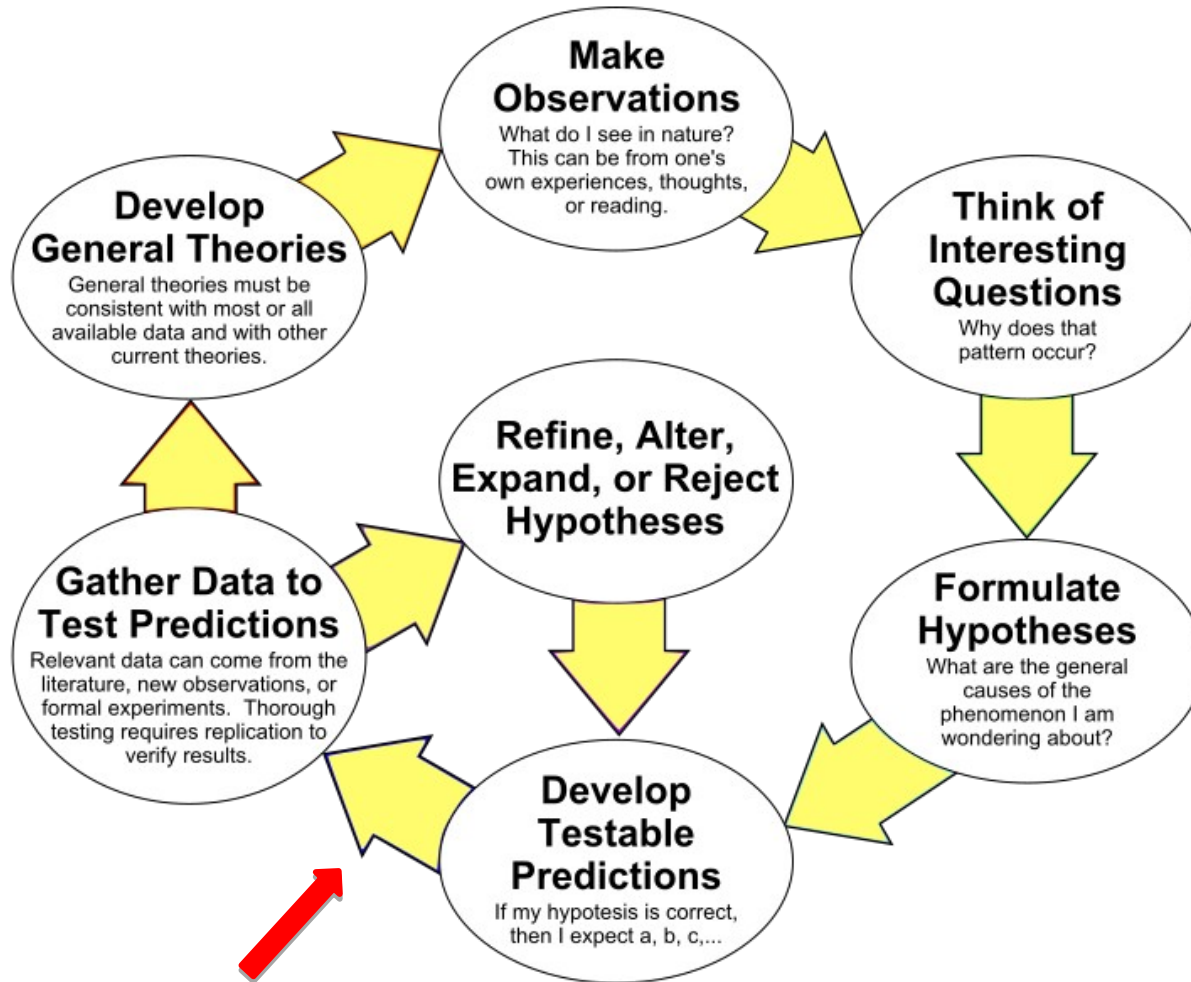 Make
Observations
What do I see in nature?
This can be from one's
own experiences, thoughts,
or reading.
Think of
Interesting
Questions
Why does that
pattern occur?
Formulate
Hypotheses
What are the general
causes of the
phenomenon I am
wondering about?
Develop
Testable
Predictions
If my hypotesis is correct,
then I expect a, b, c,...
Gather Data to
Test Predictions
Relevant data can come from the
literature, new observations, or
formal experiments.  Thorough
testing requires replication to
verify results.
Refine, Alter,
Expand, or Reject
Hypotheses
Develop
General Theories
General theories must be
consistent with most or all
available data and with other
current theories.